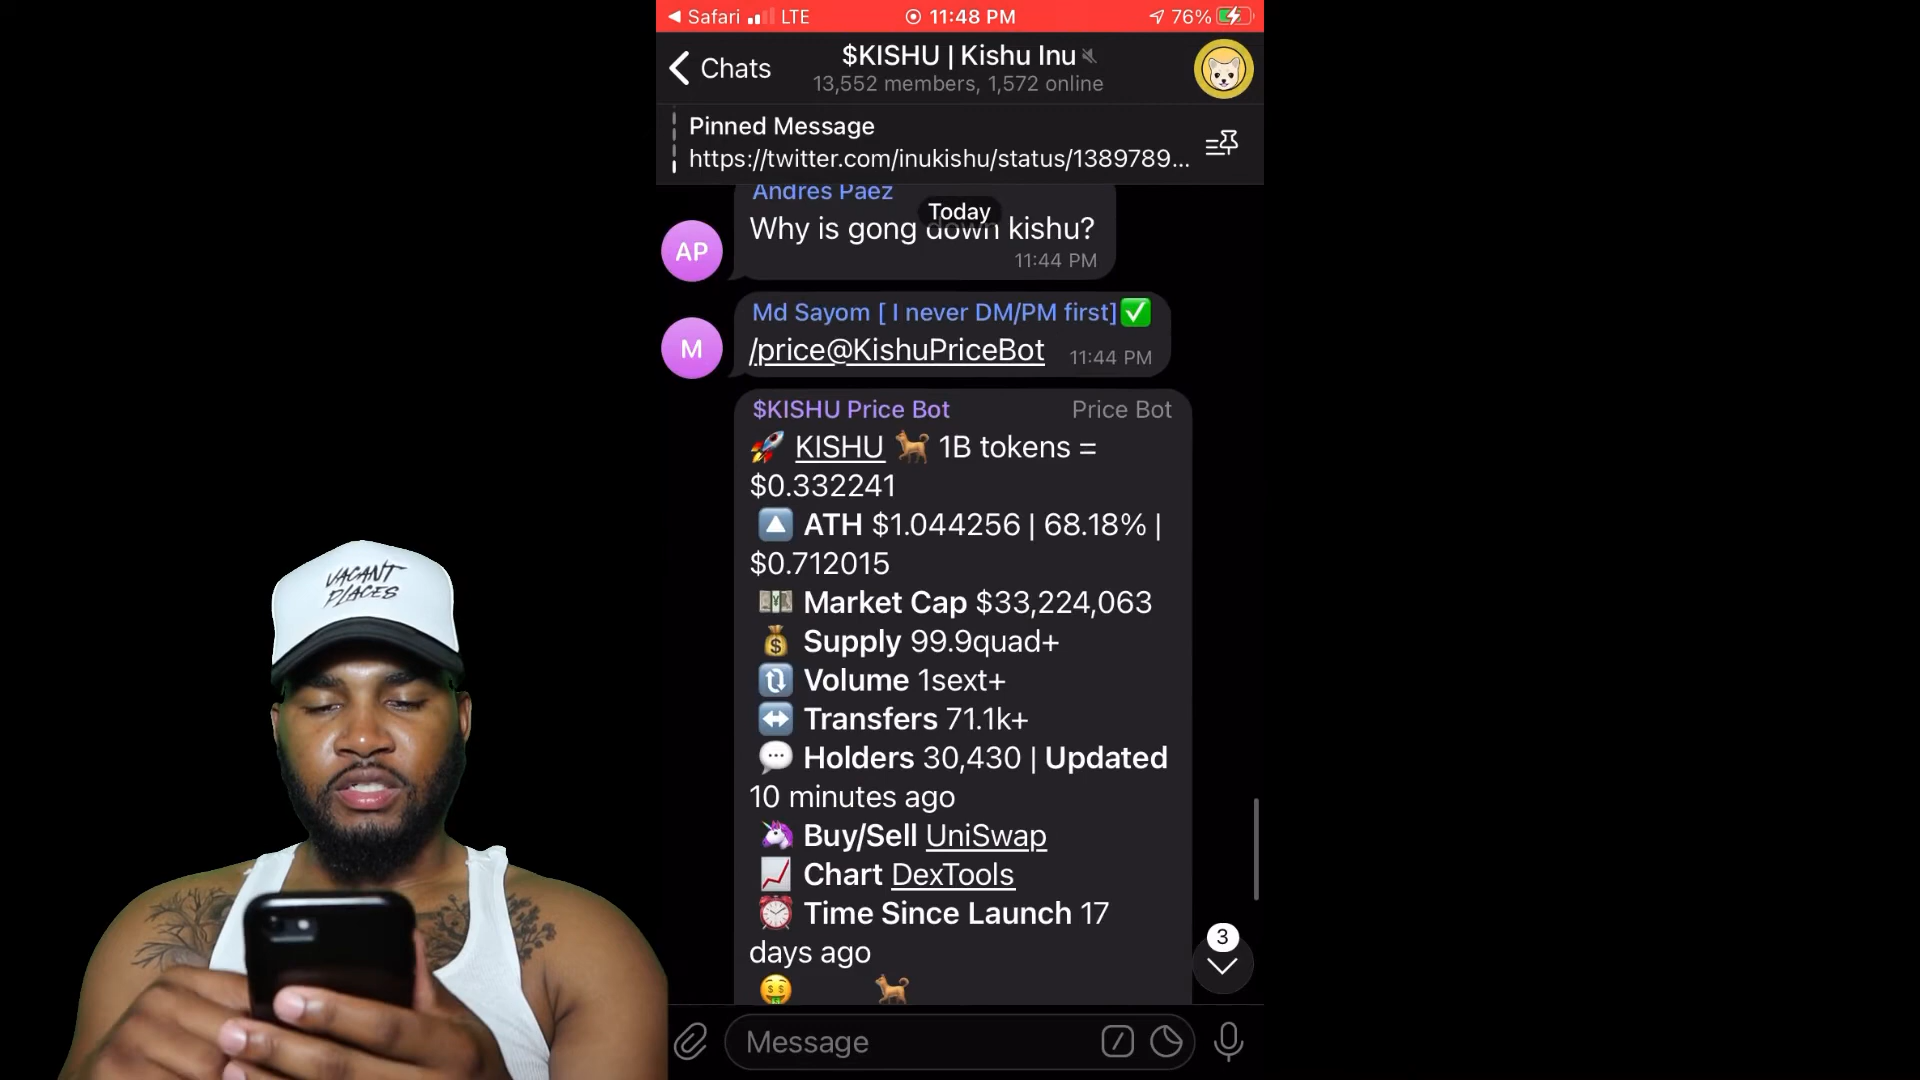 Safari LTE 11:48 PM 76%
Chats
$KISHU | Kishu Inu
13,552 members, 1,572 online
Pinned Message
https://twitter.com/inukishu/status/1389789...
Andres Paez
Today
Why is gong down kishu?
11:44 PM
AP
Md Sayom [ I never DM/PM first]✅
/price@KishuPriceBot 11:44 PM
M
$KISHU Price Bot Price Bot
🚀 KISHU 🐕 1B tokens =
$0.332241
🔼 ATH $1.044256 | 68.18% |
$0.712015
💴 Market Cap $33,224,063
💰 Supply 99.9quad+
🔃 Volume 1sext+
↔️ Transfers 71.1k+
💬 Holders 30,430 | Updated
10 minutes ago
🦄 Buy/Sell UniSwap
📈 Chart DexTools
⏰ Time Since Launch 17
days ago
🤑 🐕
3
Message
VACANT
PLACES